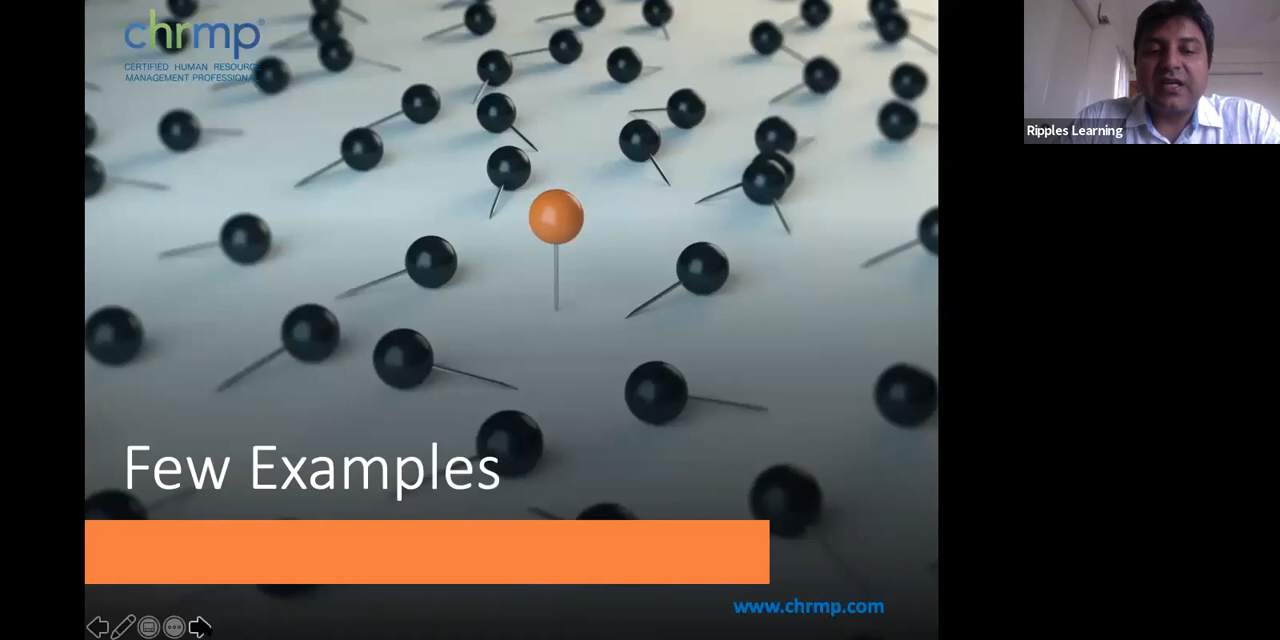 chrmp®
CERTIFIED HUMAN RESOURCE
MANAGEMENT PROFESSIONAL
Ripples Learning
Few Examples
www.chrmp.com